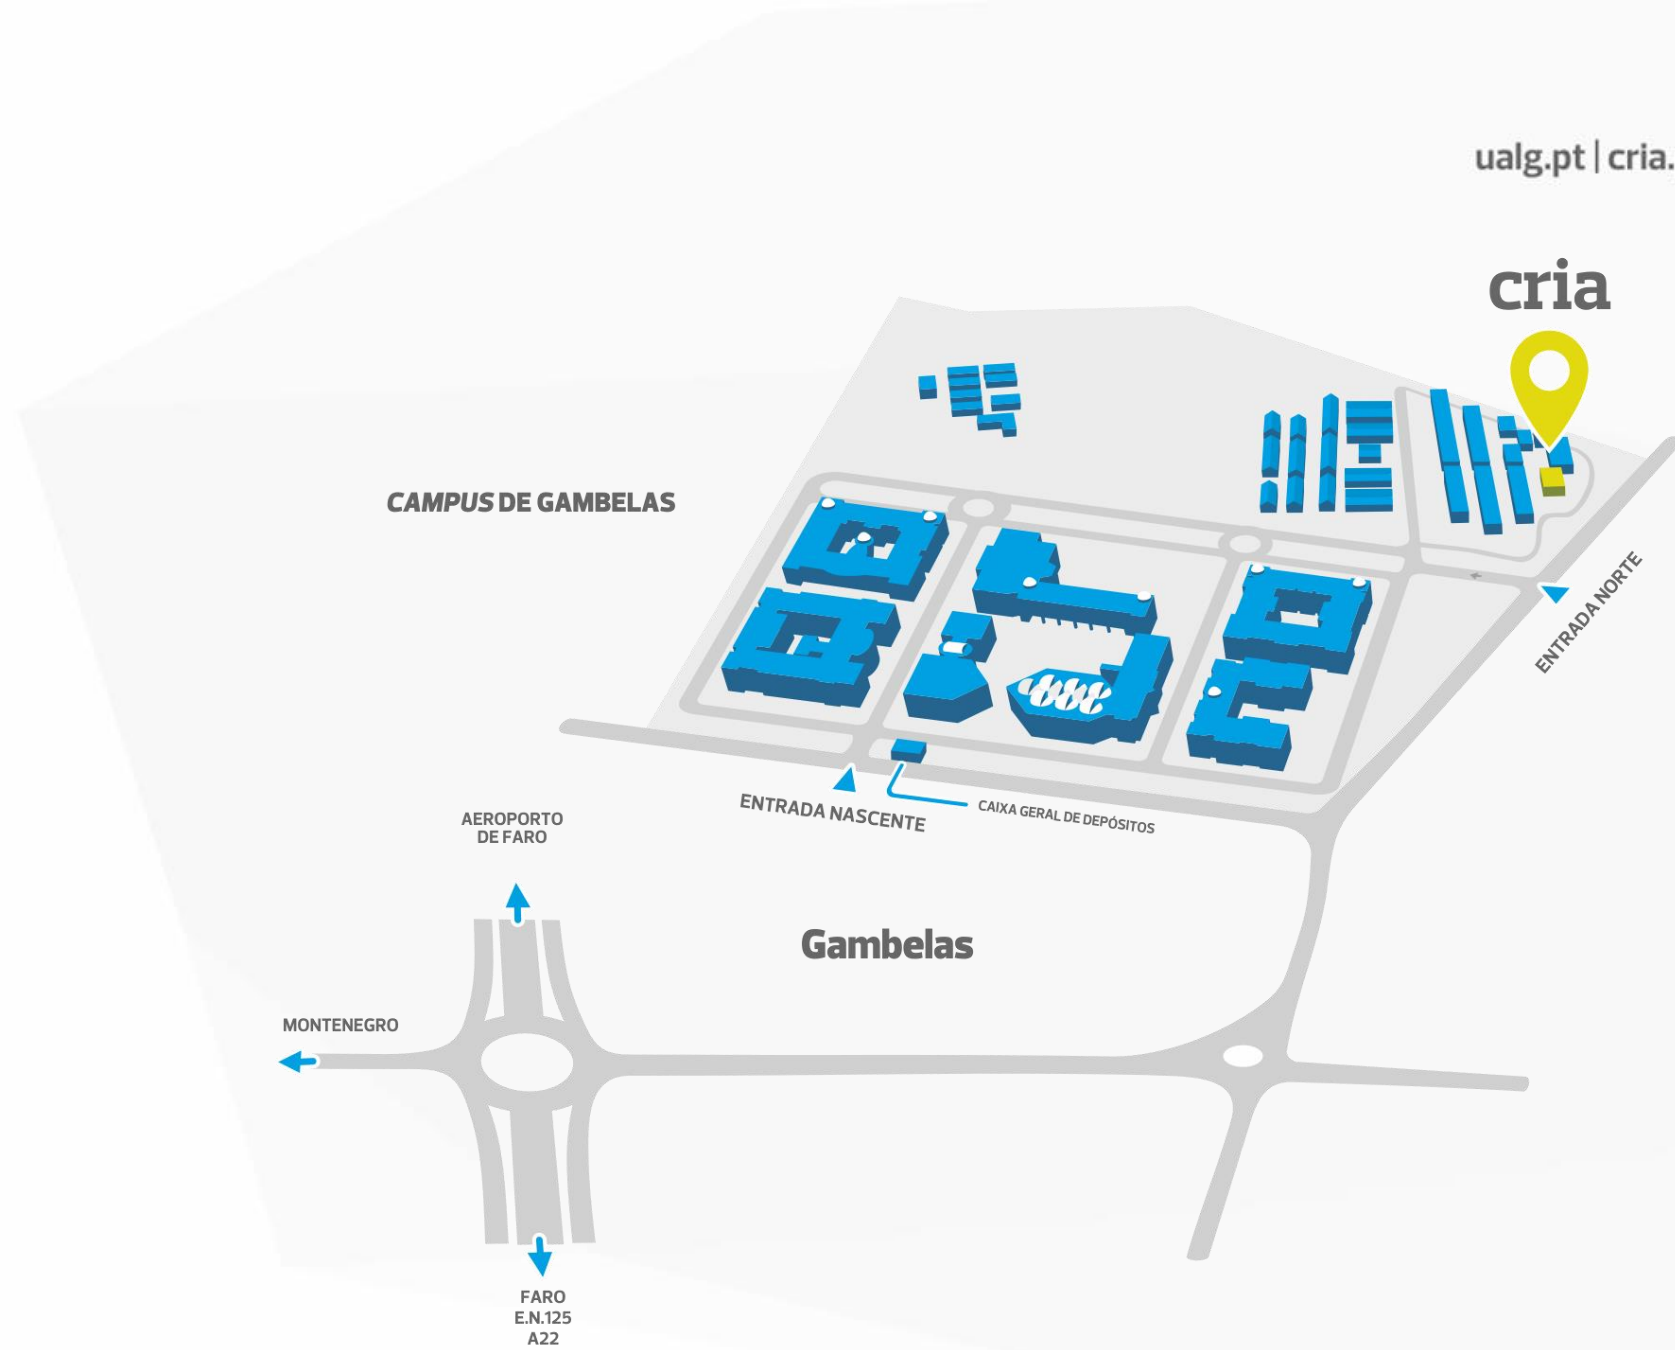 ualg.pt | cria.
cria
CAMPUS DE GAMBELAS
ENTRADA NORTE
ENTRADA NASCENTE
CAIXA GERAL DE DEPÓSITOS
AEROPORTO
DE FARO
Gambelas
MONTENEGRO
FARO
E.N.125
A22